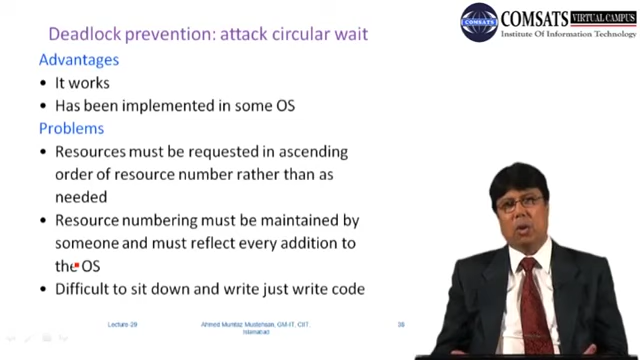 COMSATS VIRTUAL CAMPUS
Institute Of Information Technology
Deadlock prevention: attack circular wait
Advantages
• It works
• Has been implemented in some OS
Problems
• Resources must be requested in ascending
order of resource number rather than as
needed
• Resource numbering must be maintained by
someone and must reflect every addition to
the OS
• Difficult to sit down and write just write code
Lecture-29
Ahmed Mumtaz Mustehsan, GM-IT, CIIT,
Islamabad